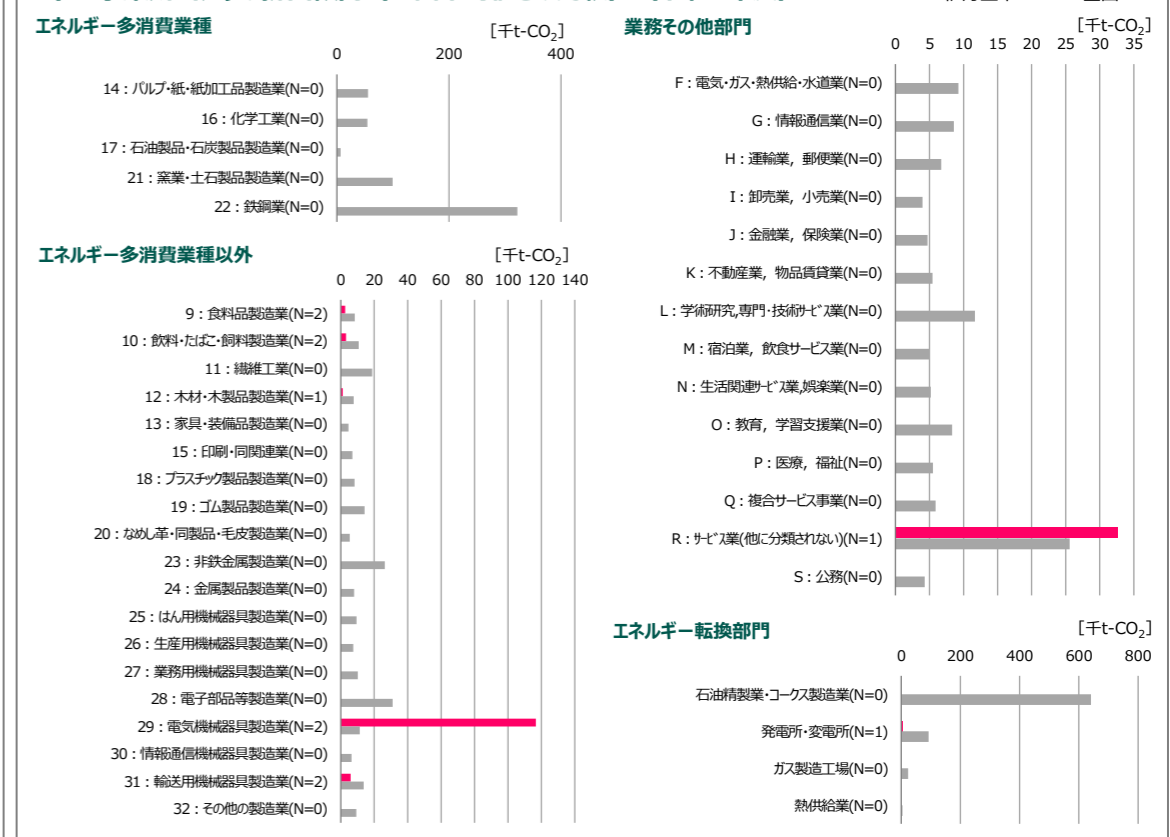 エネルギー多消費業種
[千t-CO₂]
0 200 400
14：パルプ・紙・紙加工品製造業(N=0)
16：化学工業(N=0)
17：石油製品・石炭製品製造業(N=0)
21：窯業・土石製品製造業(N=0)
22：鉄鋼業(N=0)
エネルギー多消費業種以外
[千t-CO₂]
0 20 40 60 80 100 120 140
9：食料品製造業(N=2)
10：飲料・たばこ・飼料製造業(N=2)
11：繊維工業(N=0)
12：木材・木製品製造業(N=1)
13：家具・装備品製造業(N=0)
15：印刷・同関連業(N=0)
18：プラスチック製品製造業(N=0)
19：ゴム製品製造業(N=0)
20：なめし革・同製品・毛皮製造業(N=0)
23：非鉄金属製造業(N=0)
24：金属製品製造業(N=0)
25：はん用機械器具製造業(N=0)
26：生産用機械器具製造業(N=0)
27：業務用機械器具製造業(N=0)
28：電子部品等製造業(N=0)
29：電気機械器具製造業(N=2)
30：情報通信機械器具製造業(N=0)
31：輸送用機械器具製造業(N=2)
32：その他の製造業(N=0)
業務その他部門
[千t-CO₂]
0 5 10 15 20 25 30 35
F：電気・ガス・熱供給・水道業(N=0)
G：情報通信業(N=0)
H：運輸業，郵便業(N=0)
I：卸売業，小売業(N=0)
J：金融業，保険業(N=0)
K：不動産業，物品賃貸業(N=0)
L：学術研究,専門・技術サービス業(N=0)
M：宿泊業，飲食サービス業(N=0)
N：生活関連サービス業,娯楽業(N=0)
O：教育，学習支援業(N=0)
P：医療，福祉(N=0)
Q：複合サービス事業(N=0)
R：サービス業(他に分類されない)(N=1)
S：公務(N=0)
エネルギー転換部門
[千t-CO₂]
0 200 400 600 800
石油精製業・コークス製造業(N=0)
発電所・変電所(N=1)
ガス製造工場(N=0)
熱供給業(N=0)